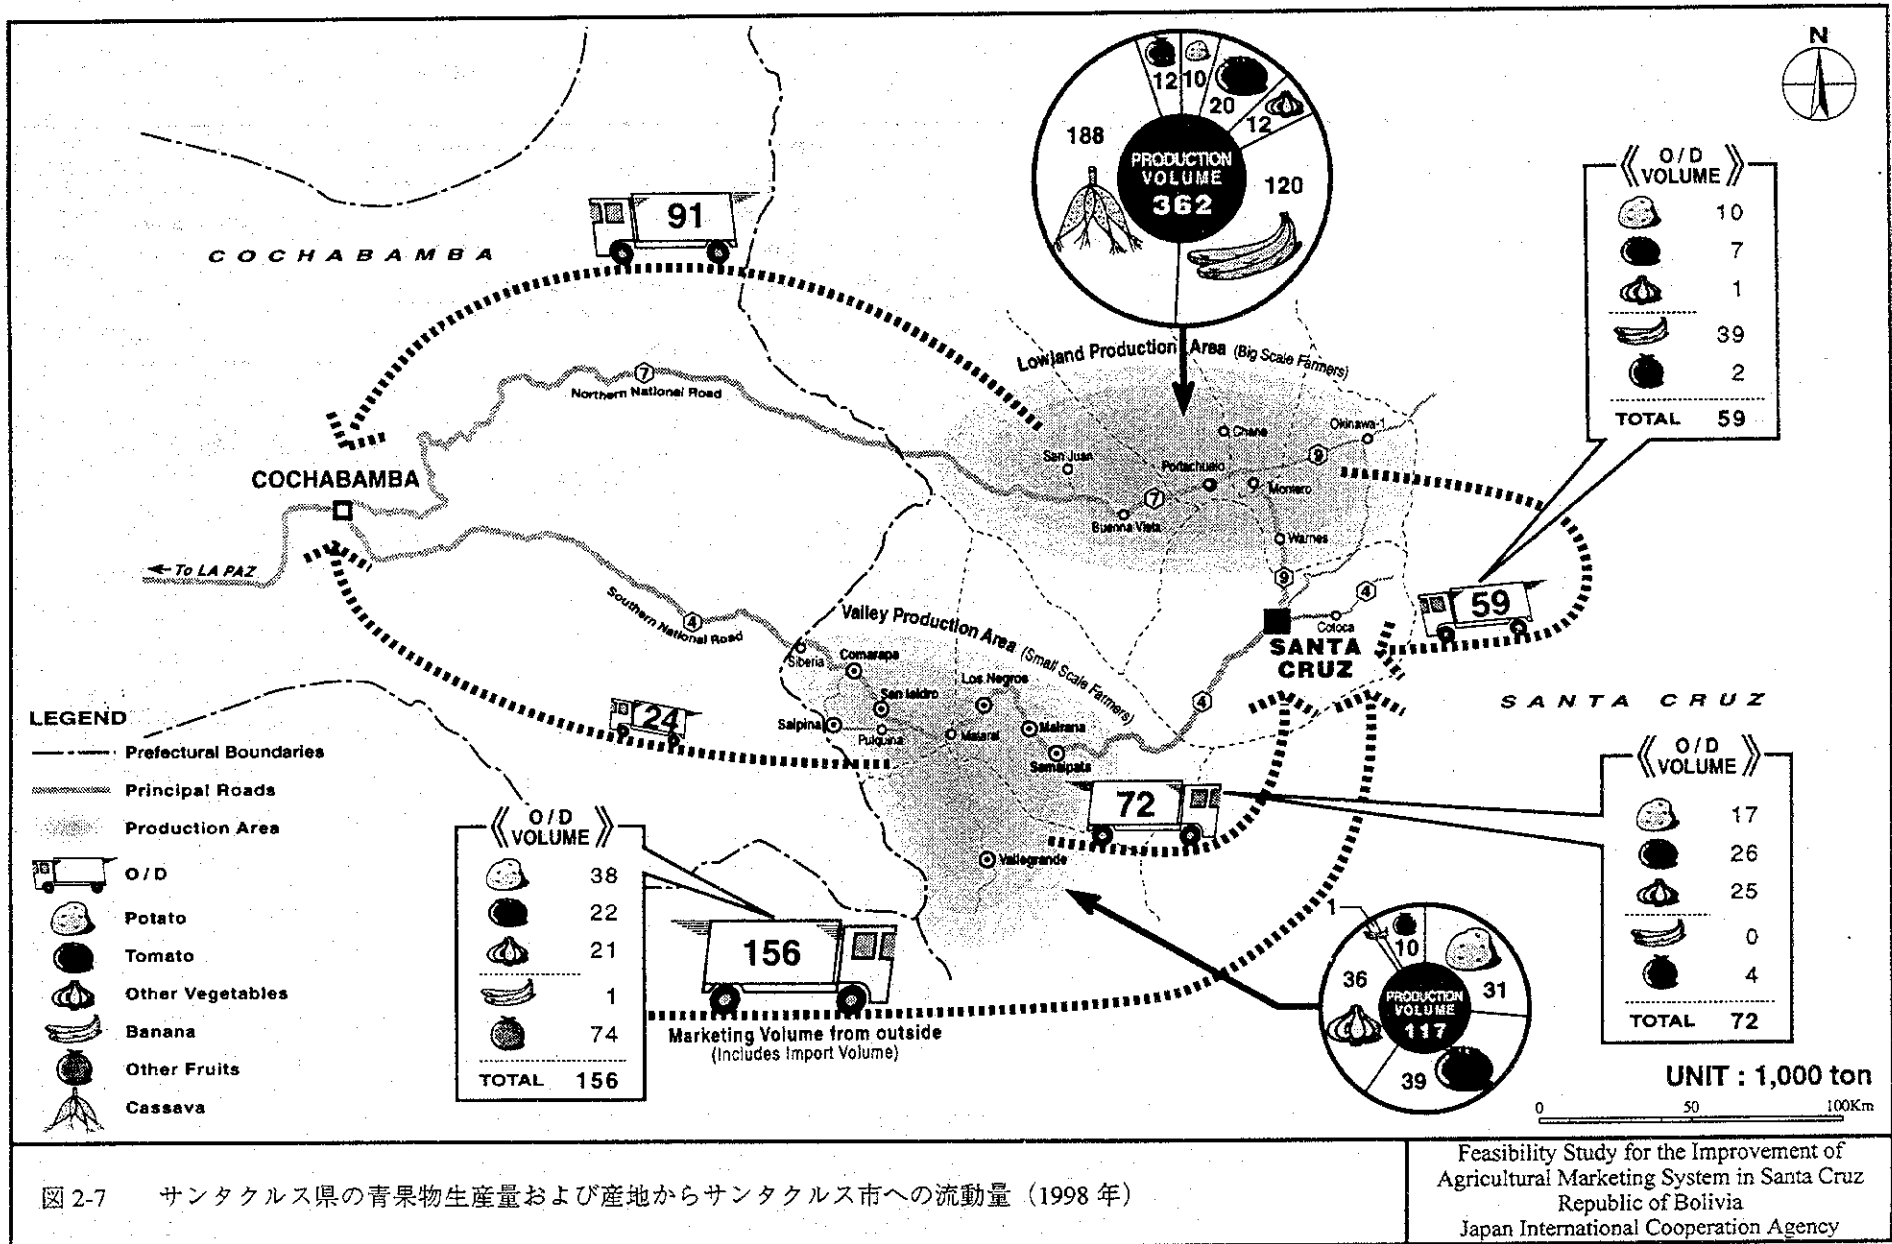 N
12
10
20
12
188
PRODUCTION
VOLUME
362
120
《 O/D
VOLUME 》
10
7
1
39
2
TOTAL 59
91
COCHABAMBA
Lowland Production Area (Big Scale Farmers)
7
Northern National Road
Chane
Okinawa-1
9
San Juan
Portachuelo
Montero
7
Buenna Vista
Warnes
COCHABAMBA
To LA PAZ
9
4
Cotoca
59
SANTA
CRUZ
Southern National Road
4
Valley Production Area (Small Scale Farmers)
Siberia
Comarapa
San Isidro
Los Negros
Saipina
Pulquina
Mataral
Mairana
Samaipata
4
SANTA CRUZ
24
72
Vallegrande
LEGEND
Prefectural Boundaries
Principal Roads
Production Area
O/D
Potato
Tomato
Other Vegetables
Banana
Other Fruits
Cassava
《 O/D
VOLUME 》
38
22
21
1
74
TOTAL 156
156
Marketing Volume from outside
(Includes Import Volume)
1
10
36
31
PRODUCTION
VOLUME
117
39
《 O/D
VOLUME 》
17
26
25
0
4
TOTAL 72
UNIT : 1,000 ton
0 50 100Km
図 2-7 サンタクルス県の青果物生産量および産地からサンタクルス市への流動量（1998 年）
Feasibility Study for the Improvement of
Agricultural Marketing System in Santa Cruz
Republic of Bolivia
Japan International Cooperation Agency